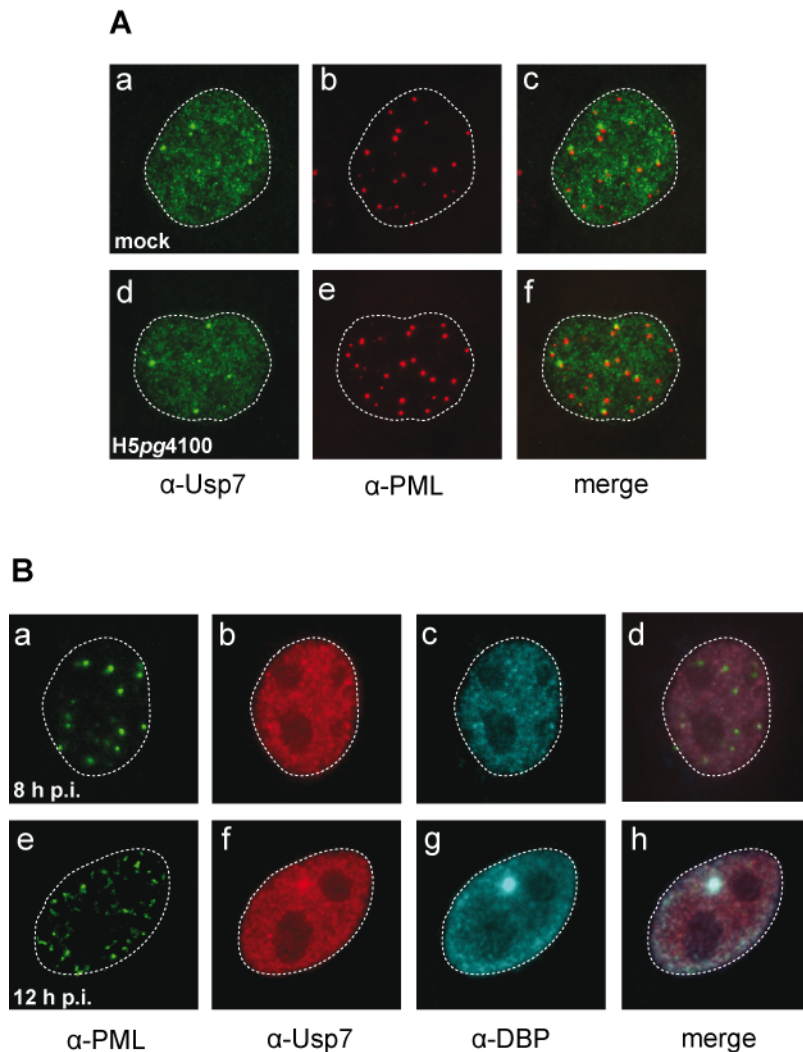 A
a b c
mock
d e f
H5pg4100
α-Usp7 α-PML merge
B
a b c d
8 h p.i.
e f g h
12 h p.i.
α-PML α-Usp7 α-DBP merge